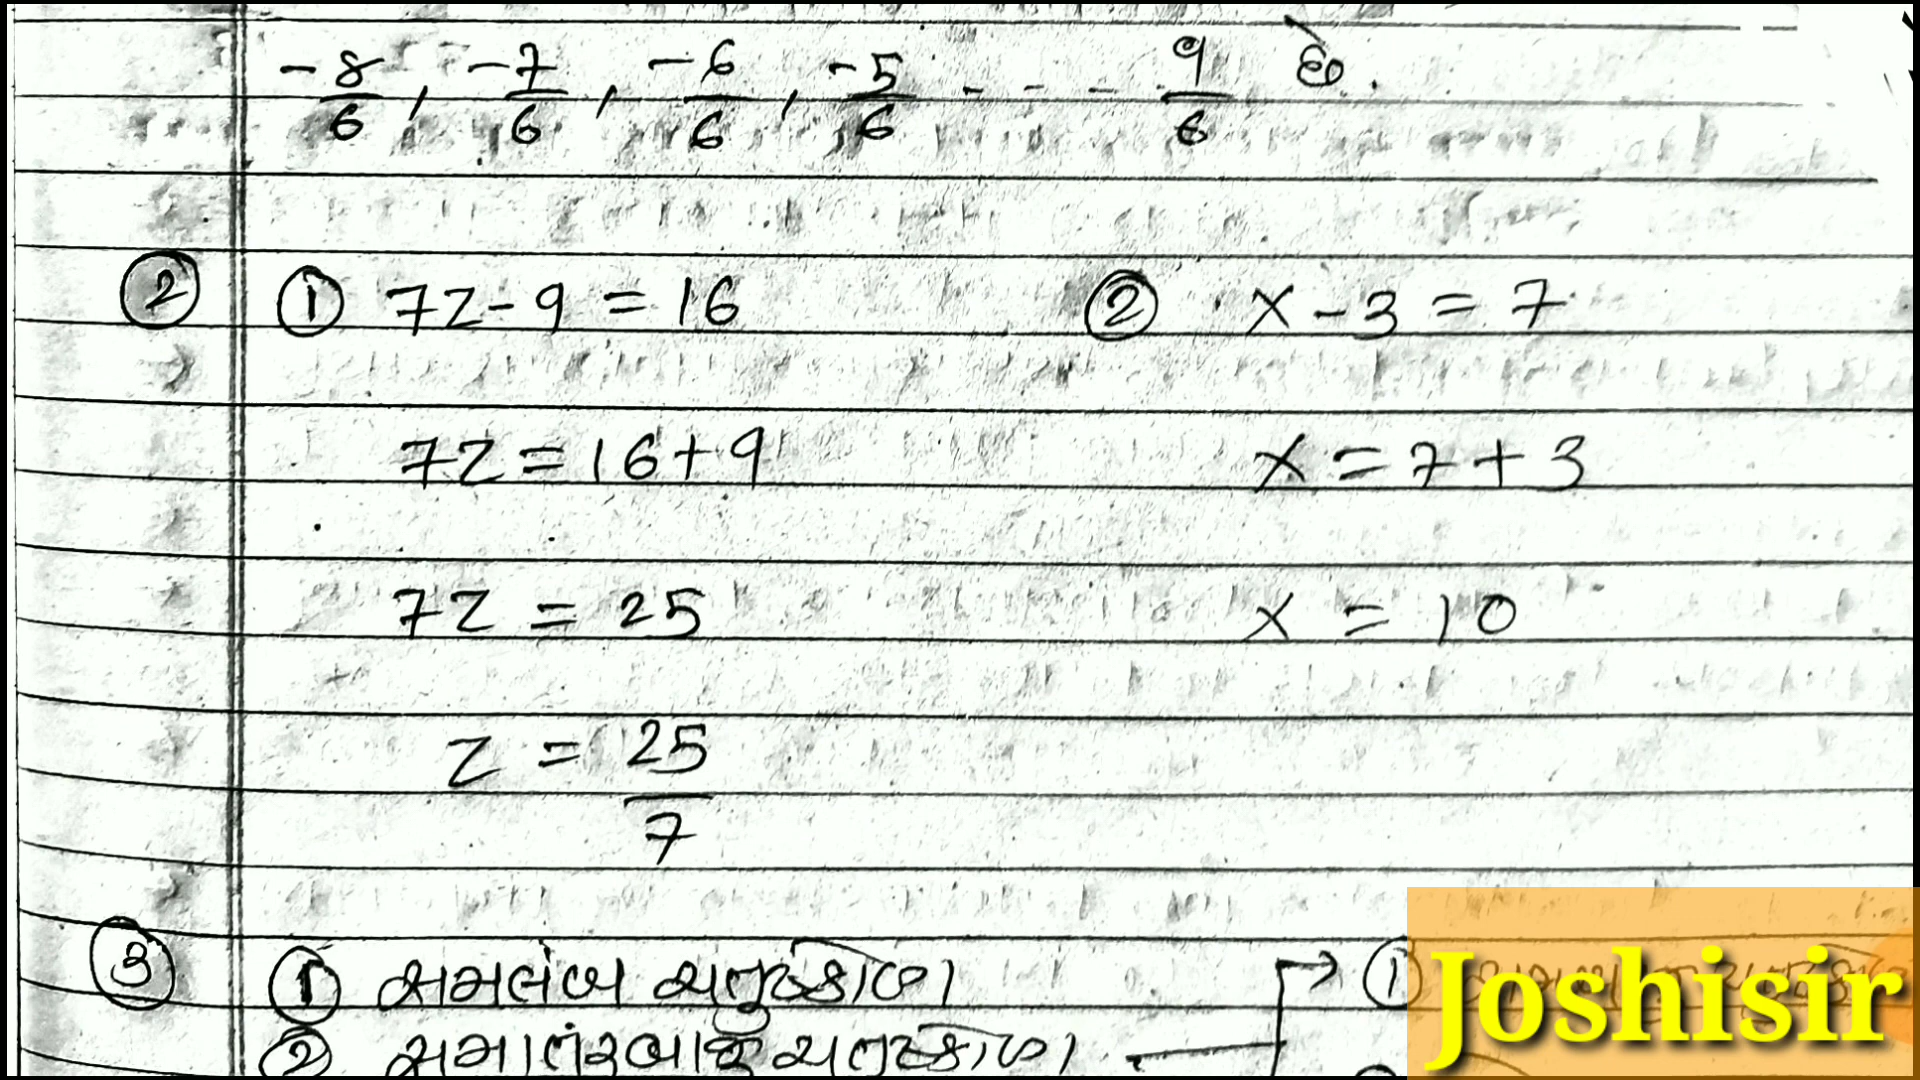 -8/6 , -7/6 , -6/6 , -5/6 - - - - 9/6 છે.
② ① 7z - 9 = 16 ② x - 3 = 7
7z = 16 + 9 x = 7 + 3
7z = 25 x = 10
z = 25/7
③ ① સમલંબ ચતુષ્કોણ → ①
② સમાંતરબાજુ ચતુષ્કોણ
Joshisir